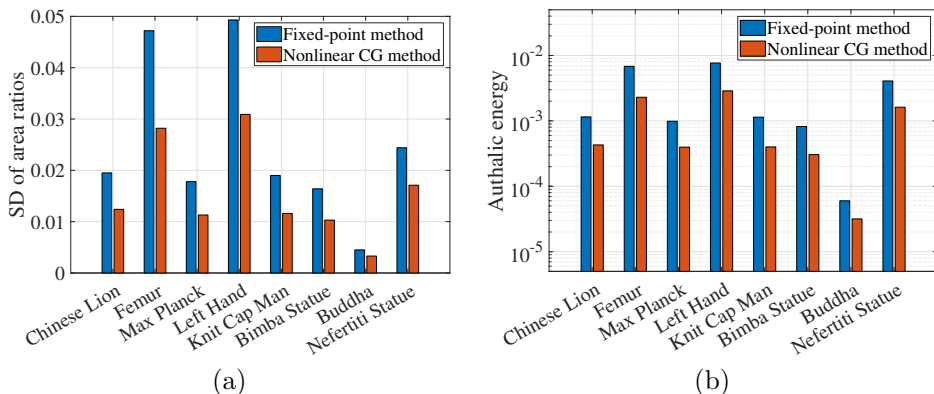 SD of area ratios
0.05
0.04
0.03
0.02
0.01
0
Fixed-point method
Nonlinear CG method
Chinese Lion
Femur
Max Planck
Left Hand
Knit Cap Man
Bimba Statue
Buddha
Nefertiti Statue
(a)
Authalic energy
10⁻²
10⁻³
10⁻⁴
10⁻⁵
Fixed-point method
Nonlinear CG method
Chinese Lion
Femur
Max Planck
Left Hand
Knit Cap Man
Bimba Statue
Buddha
Nefertiti Statue
(b)